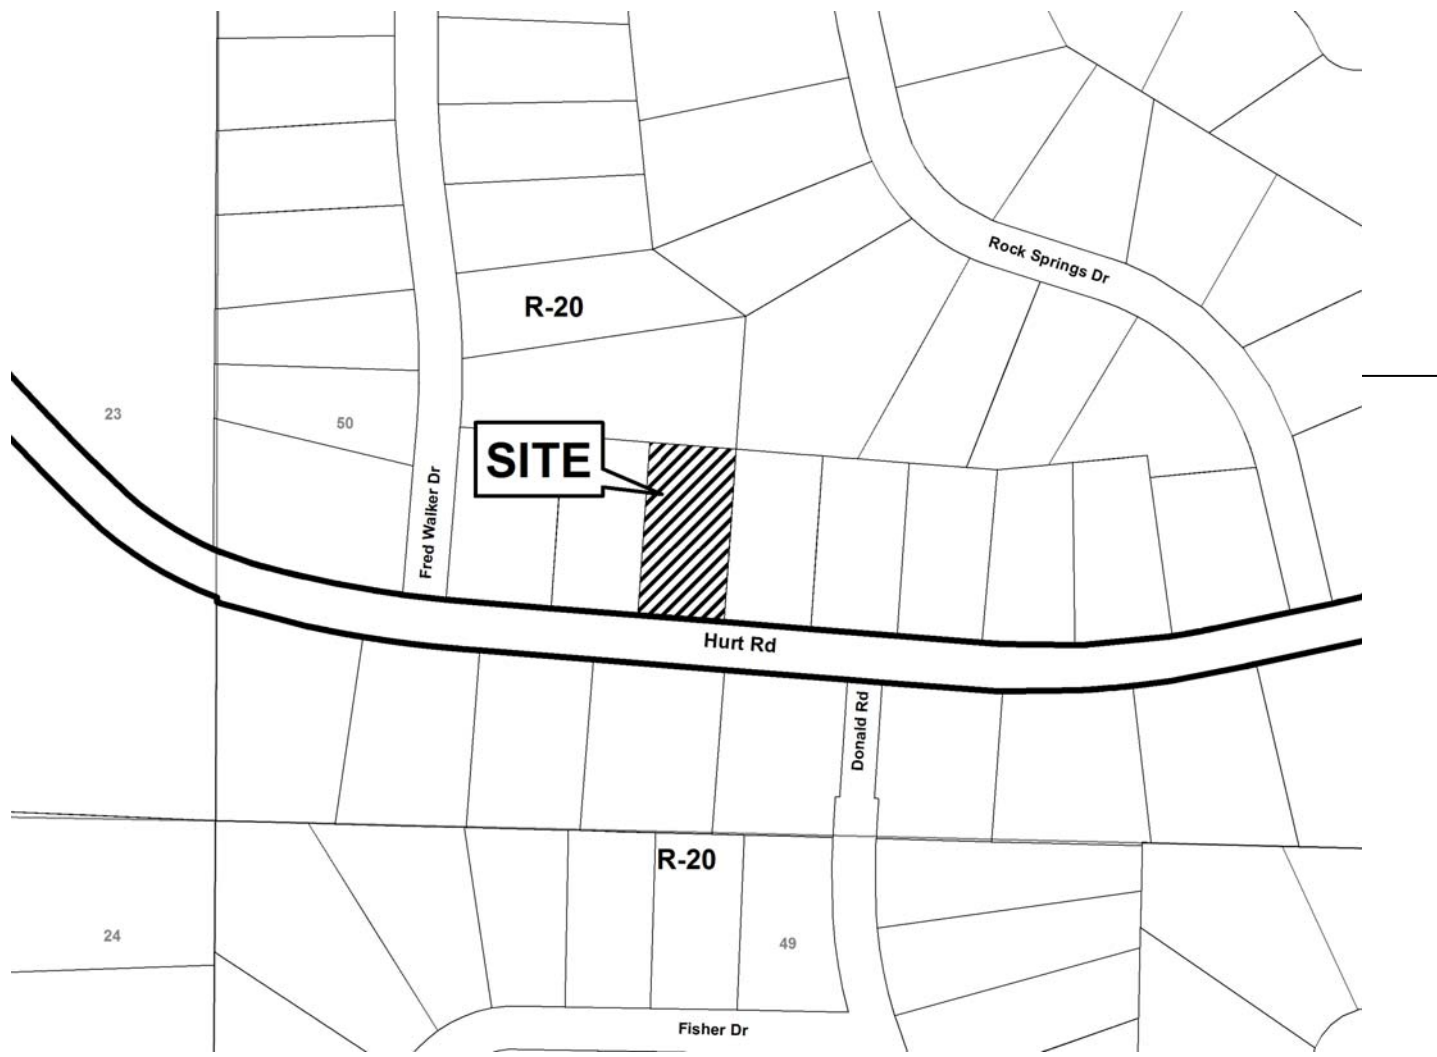 Rock Springs Dr
R-20
23
50
SITE
Fred Walker Dr
Hurt Rd
Donald Rd
R-20
24
49
Fisher Dr